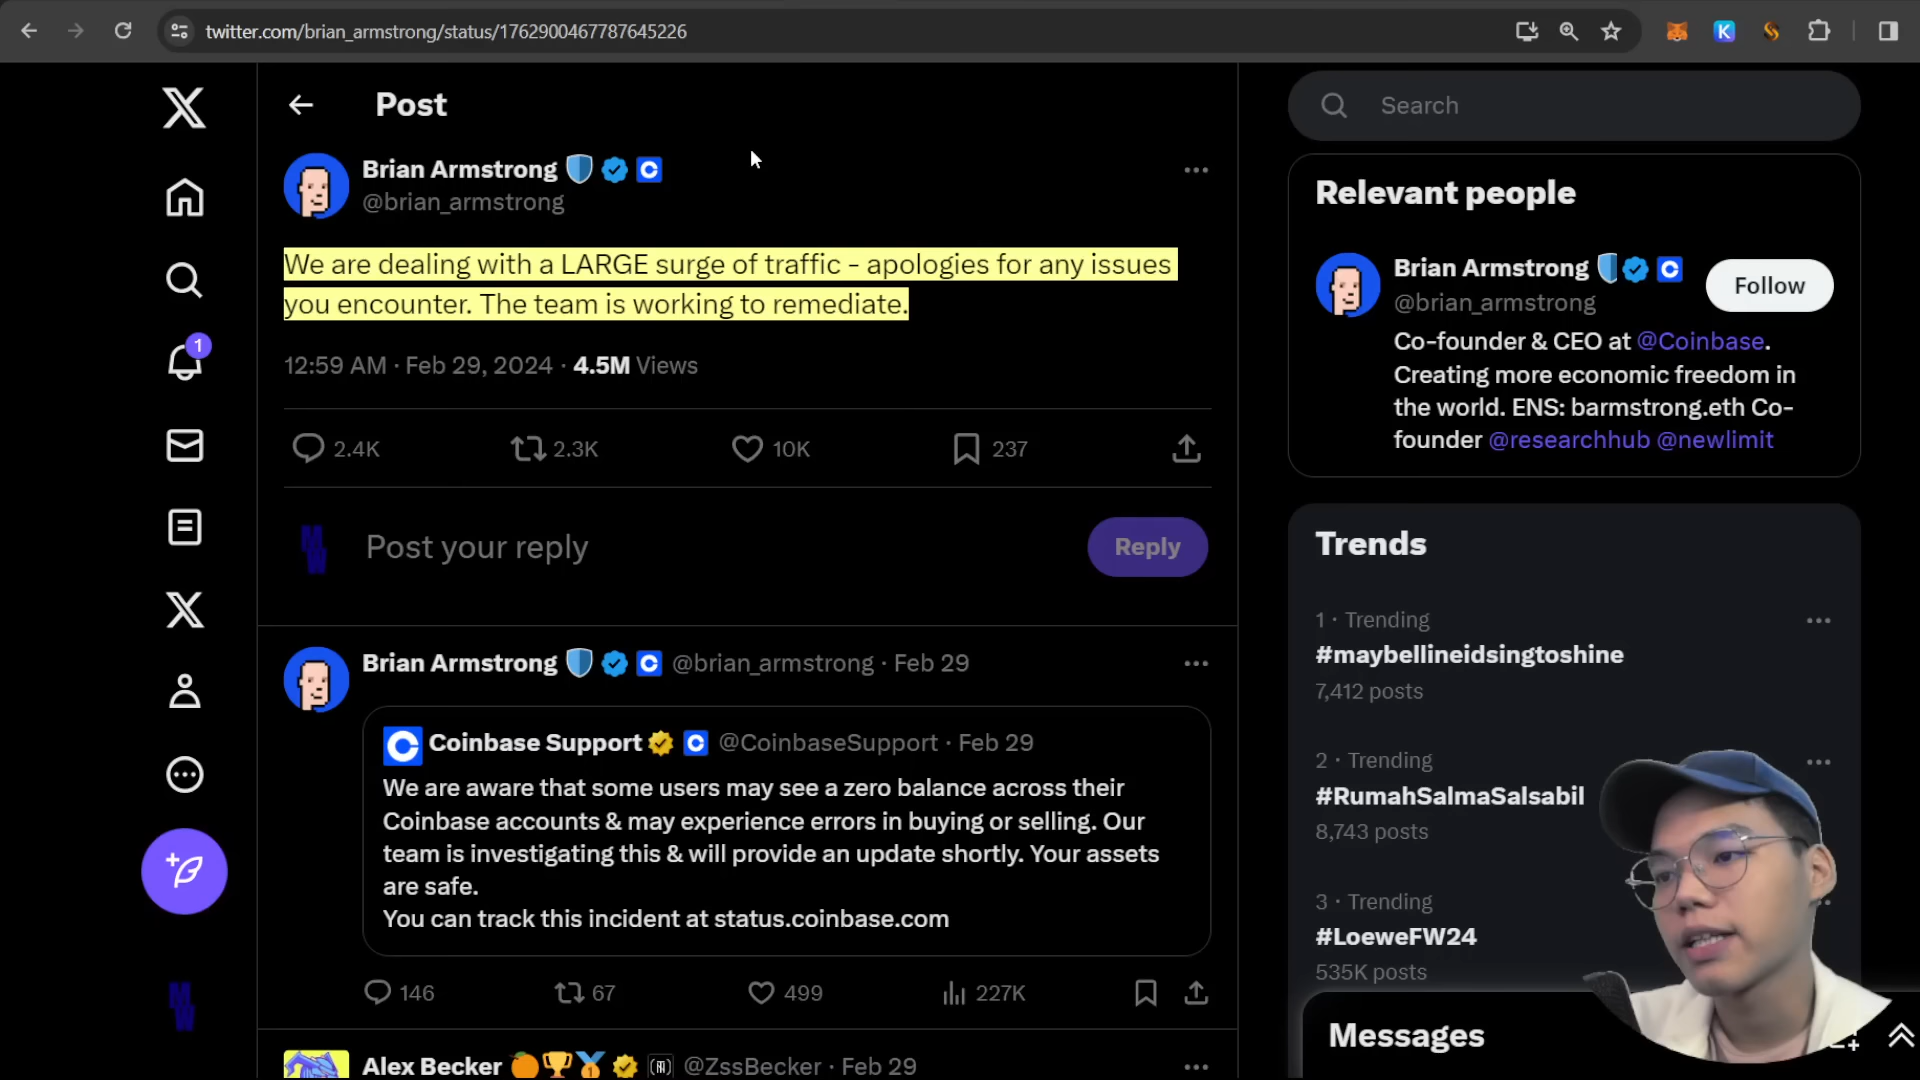 twitter.com/brian_armstrong/status/1762900467787645226
Post
Brian Armstrong
@brian_armstrong
We are dealing with a LARGE surge of traffic - apologies for any issues
you encounter. The team is working to remediate.
12:59 AM · Feb 29, 2024 · 4.5M Views
2.4K
2.3K
10K
237
Post your reply
Reply
Brian Armstrong @brian_armstrong · Feb 29
Coinbase Support @CoinbaseSupport · Feb 29
We are aware that some users may see a zero balance across their
Coinbase accounts & may experience errors in buying or selling. Our
team is investigating this & will provide an update shortly. Your assets
are safe.
You can track this incident at status.coinbase.com
146
67
499
227K
Alex Becker @ZssBecker · Feb 29
1
Search
Relevant people
Brian Armstrong
@brian_armstrong
Follow
Co-founder & CEO at @Coinbase.
Creating more economic freedom in
the world. ENS: barmstrong.eth Co-
founder @researchhub @newlimit
Trends
1 · Trending
#maybellineidsingtoshine
7,412 posts
2 · Trending
#RumahSalmaSalsabil
8,743 posts
3 · Trending
#LoeweFW24
535K posts
Messages